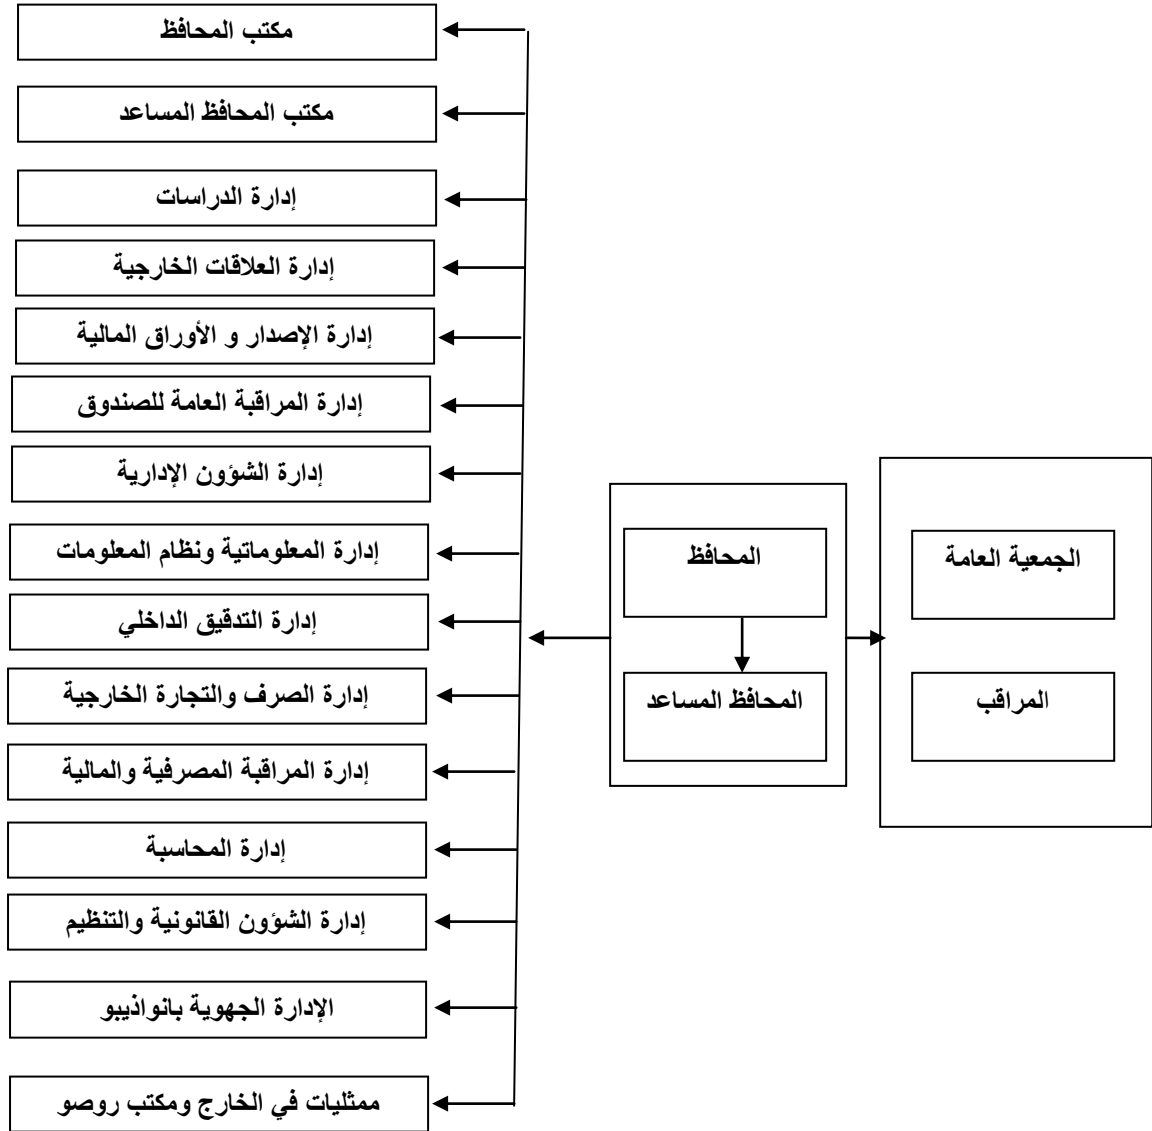 مكتب المحافظ
مكتب المحافظ المساعد
إدارة الدراسات
إدارة العلاقات الخارجية
إدارة الإصدار و الأوراق المالية
إدارة المراقبة العامة للصندوق
إدارة الشؤون الإدارية
إدارة المعلوماتية ونظام المعلومات
إدارة التدقيق الداخلي
إدارة الصرف والتجارة الخارجية
إدارة المراقبة المصرفية والمالية
إدارة المحاسبة
إدارة الشؤون القانونية والتنظيم
الإدارة الجهوية بانواذيبو
ممثليات في الخارج ومكتب روصو
المحافظ
المحافظ المساعد
الجمعية العامة
المراقب